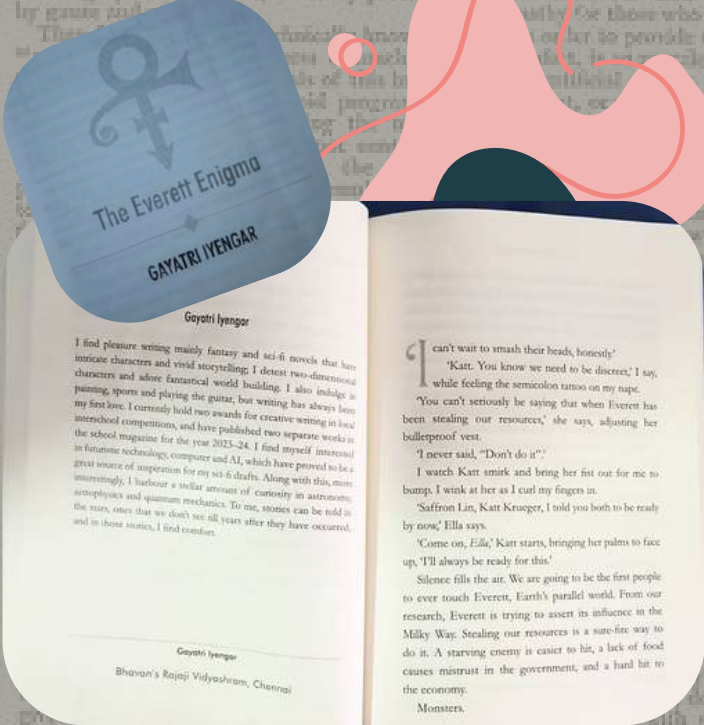 The Everett Enigma
GAYATRI IYENGAR
Gayatri Iyengar
I find pleasure writing mainly fantasy and sci-fi novels that have
intricate characters and vivid storytelling; I detest two-dimensional
characters and adore fantastical world building. I also indulge in
painting, sports and playing the guitar, but writing has always been
my first love. I currently hold two awards for creative writing in local
interschool competitions, and have published two separate works in
the school magazine for the year 2023–24. I find myself interested
in futuristic technology, computer and AI, which have proved to be a
great source of inspiration for my sci-fi drafts. Along with this, most
interestingly, I harbour a stellar amount of curiosity in astronomy,
astrophysics and quantum mechanics. To me, stories can be told in
the stars, ones that we don't see till years after they have occurred,
and in those stories, I find comfort.
Gayatri Iyengar
Bhavan's Rajaji Vidyashram, Chennai
‘I can't wait to smash their heads, honestly.’
‘Katt. You know we need to be discreet,’ I say,
while feeling the semicolon tattoo on my nape.
‘You can't seriously be saying that when Everett has
been stealing our resources,’ she says, adjusting her
bulletproof vest.
‘I never said, “Don't do it”.’
I watch Katt smirk and bring her fist out for me to
bump. I wink at her as I curl my fingers in.
‘Saffron Lin, Katt Krueger, I told you both to be ready
by now,’ Ella says.
‘Come on, Ella,’ Katt starts, bringing her palms to face
up, ‘I'll always be ready for this.’
Silence fills the air. We are going to be the first people
to ever touch Everett, Earth's parallel world. From our
research, Everett is trying to assert its influence in the
Milky Way. Stealing our resources is a sure-fire way to
do it. A starving enemy is easier to hit, a lack of food
causes mistrust in the government, and a hard hit to
the economy.
Monsters.